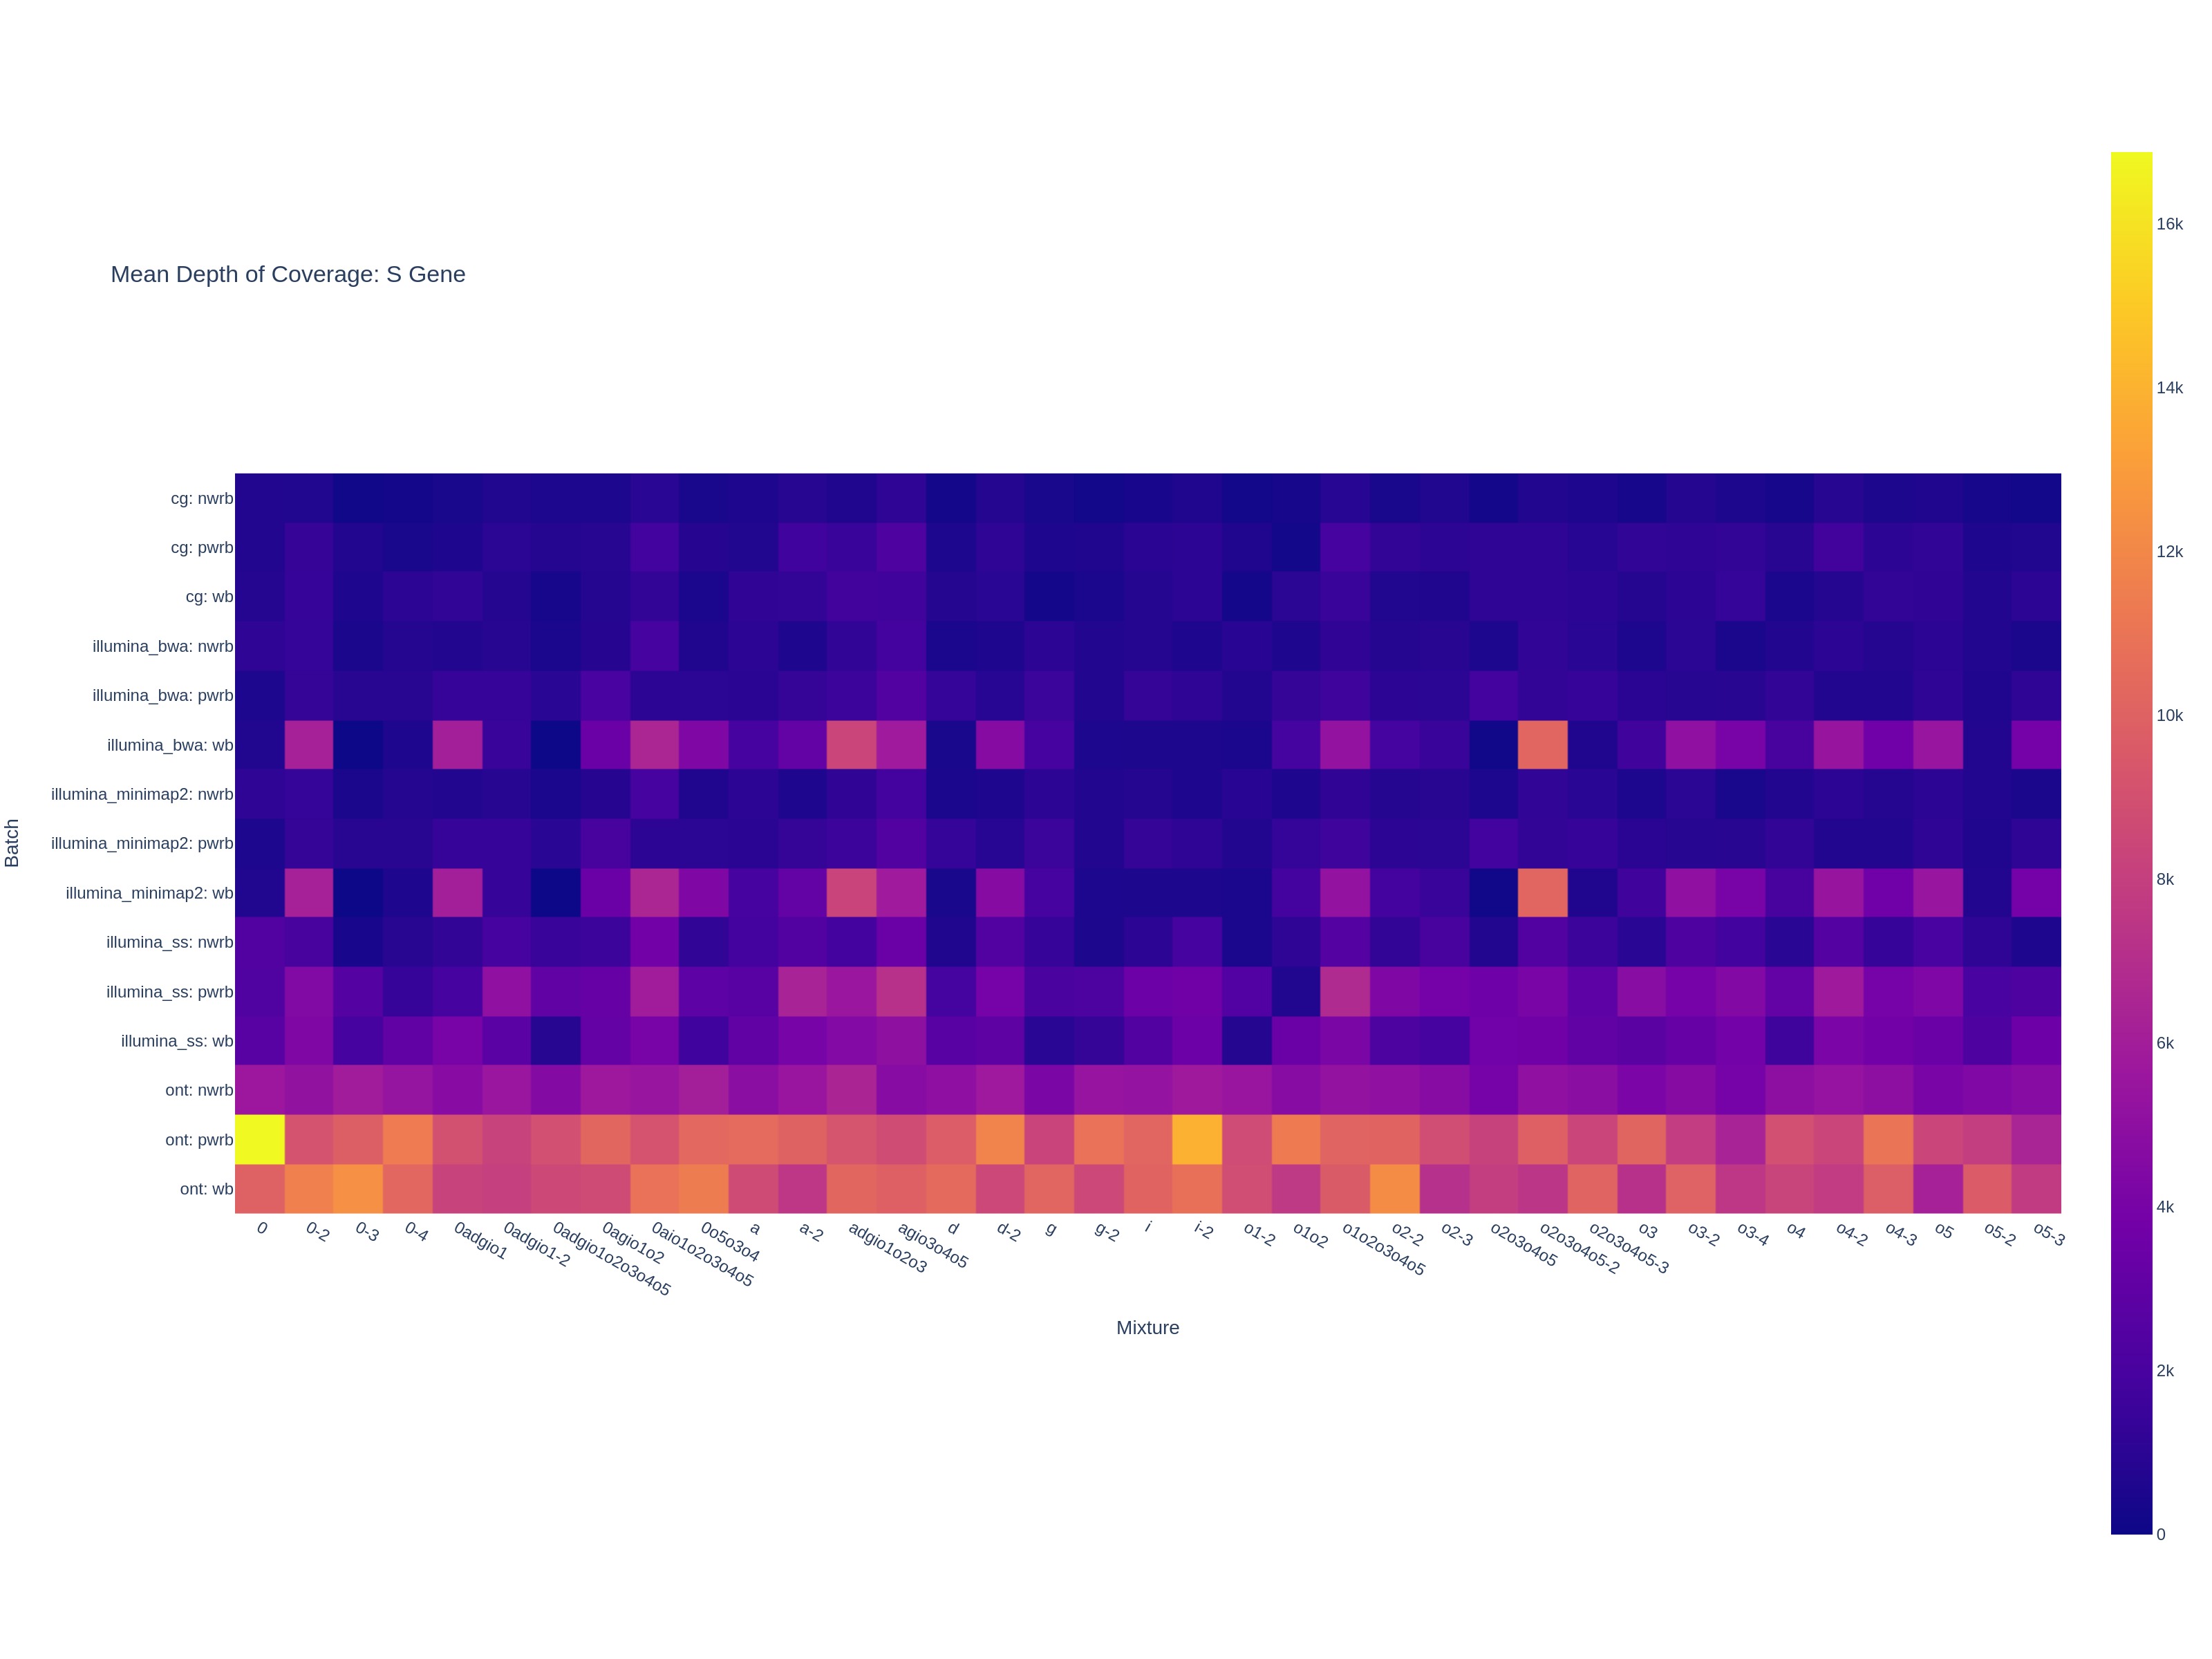 Mean Depth of Coverage: S Gene
16k
14k
12k
10k
8k
6k
4k
2k
0
Batch
cg: nwrb
cg: pwrb
cg: wb
illumina_bwa: nwrb
illumina_bwa: pwrb
illumina_bwa: wb
illumina_minimap2: nwrb
illumina_minimap2: pwrb
illumina_minimap2: wb
illumina_ss: nwrb
illumina_ss: pwrb
illumina_ss: wb
ont: nwrb
ont: pwrb
ont: wb
0
0-2
0-3
0-4
0adgio1
0adgio1-2
0adgio1o2o3o4o5
0agio1o2
0aio1o2o3o4o5
0o5o3o4
a
a-2
adgio1o2o3
agio3o4o5
d
d-2
g
g-2
i
i-2
o1-2
o1o2
o1o2o3o4o5
o2-2
o2-3
o2o3o4o5
o2o3o4o5-2
o2o3o4o5-3
o3
o3-2
o3-4
o4
o4-2
o4-3
o5
o5-2
o5-3
Mixture